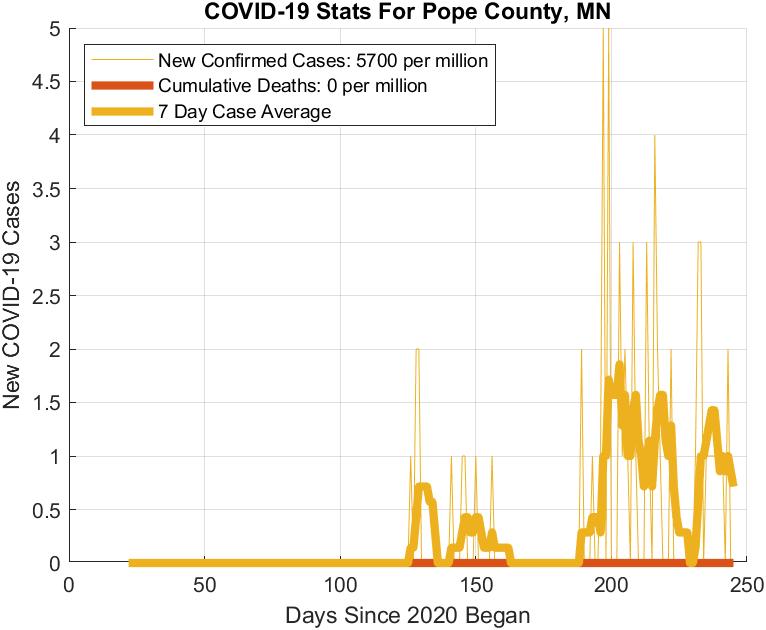 COVID-19 Stats For Pope County, MN
New Confirmed Cases: 5700 per million
Cumulative Deaths: 0 per million
7 Day Case Average
New COVID-19 Cases
5
4.5
4
3.5
3
2.5
2
1.5
1
0.5
0
0 50 100 150 200 250
Days Since 2020 Began